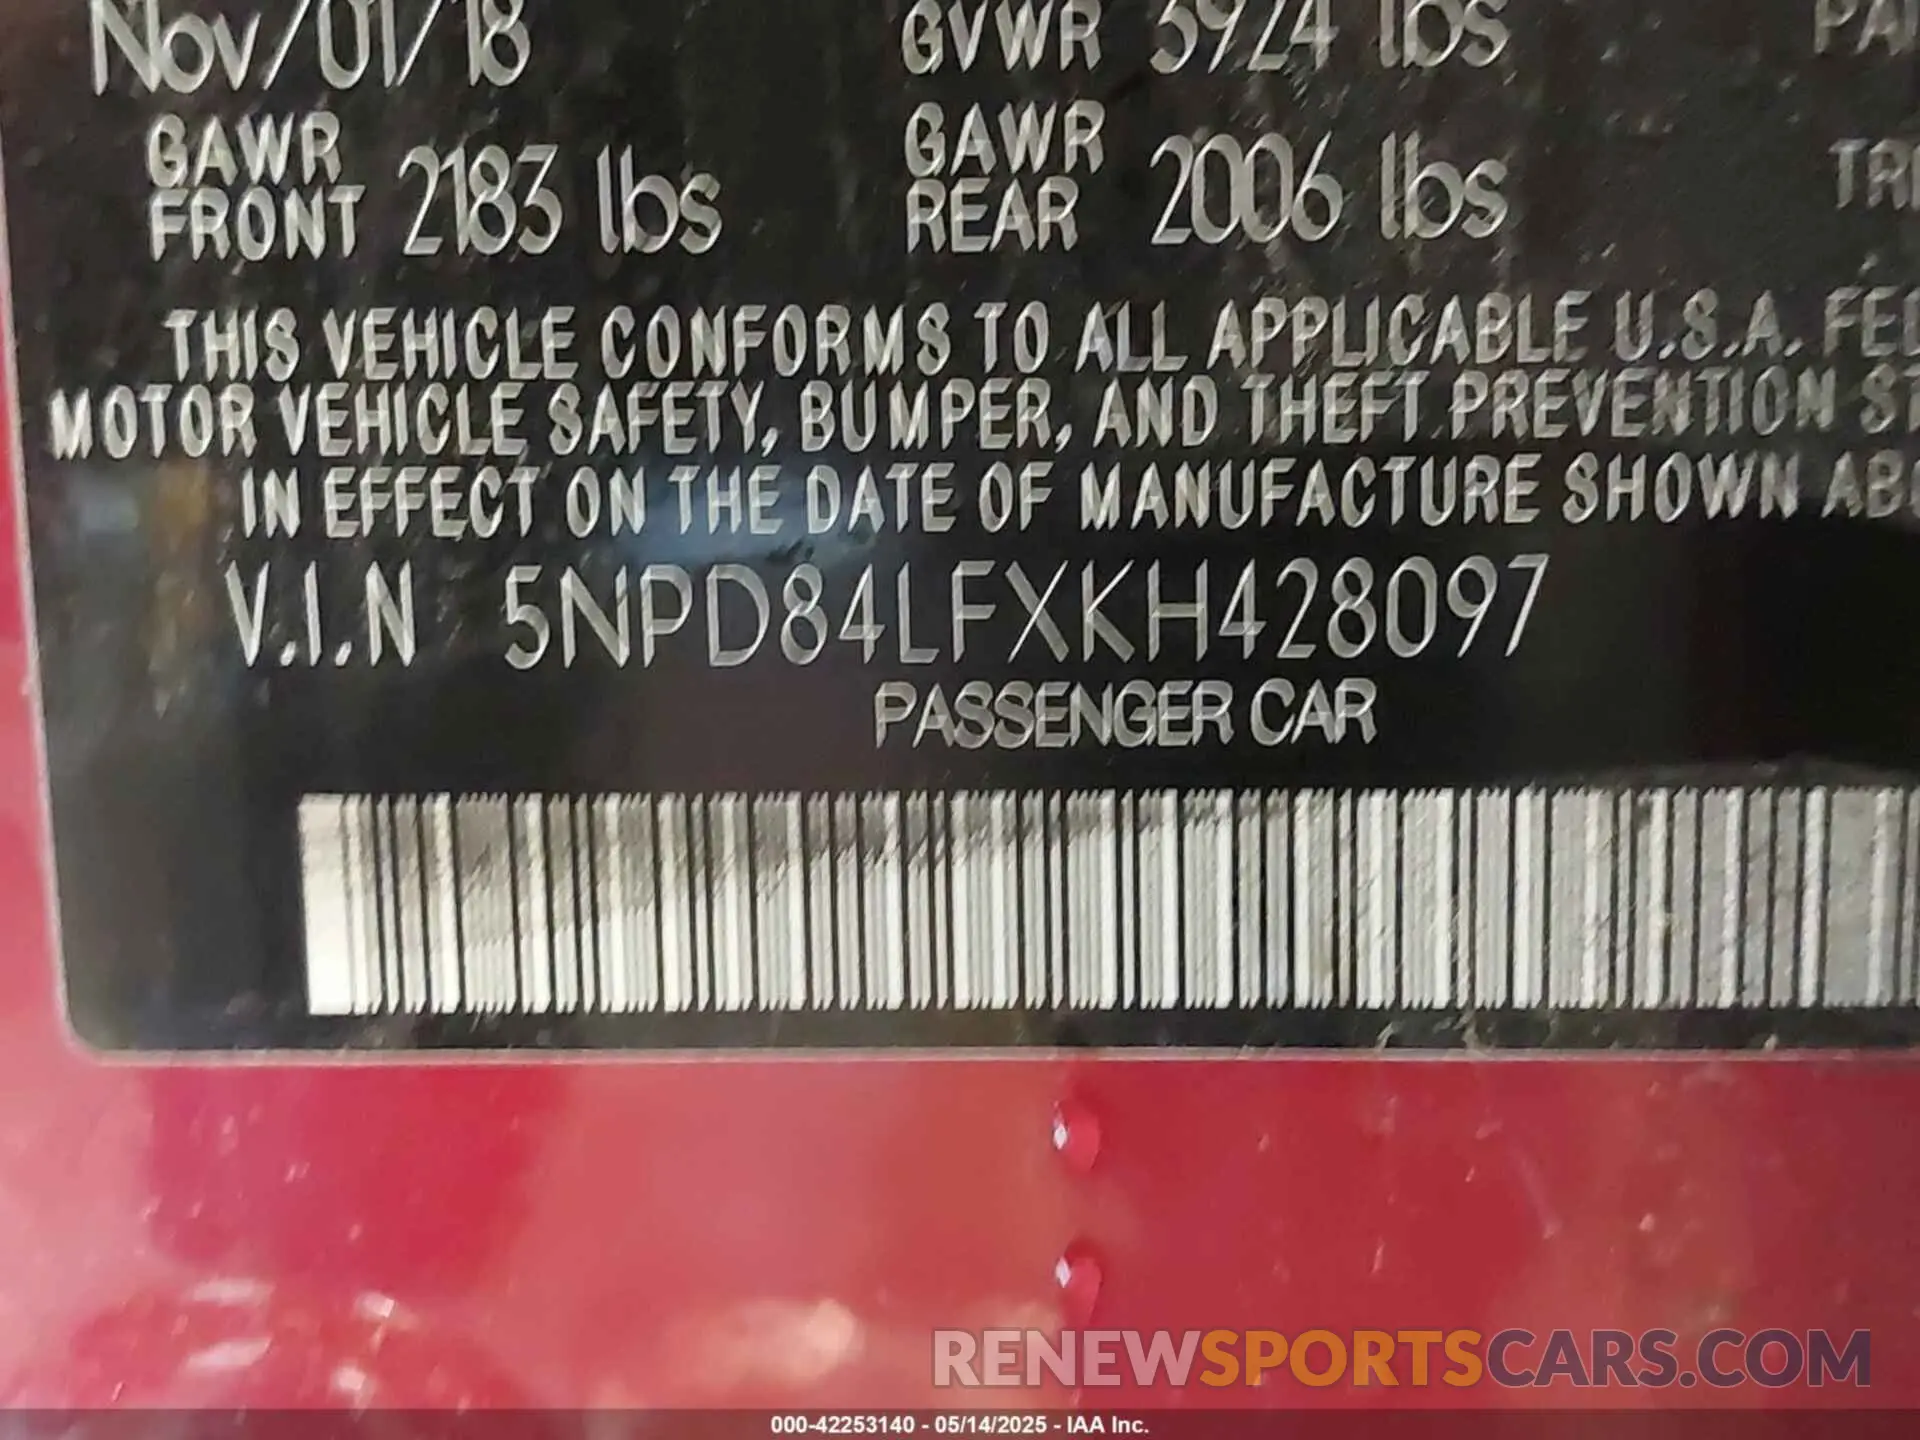 Nov/01/18 GVWR 3924 lbs
GAWR FRONT 2183 lbs GAWR REAR 2006 lbs
THIS VEHICLE CONFORMS TO ALL APPLICABLE U.S.A.
MOTOR VEHICLE SAFETY, BUMPER, AND THEFT PREVENTION
IN EFFECT ON THE DATE OF MANUFACTURE SHOWN
V.I.N 5NPD84LFXKH428097
PASSENGER CAR
RENEWSPORTSCARS.COM
000-42253140 - 05/14/2025 - IAA Inc.